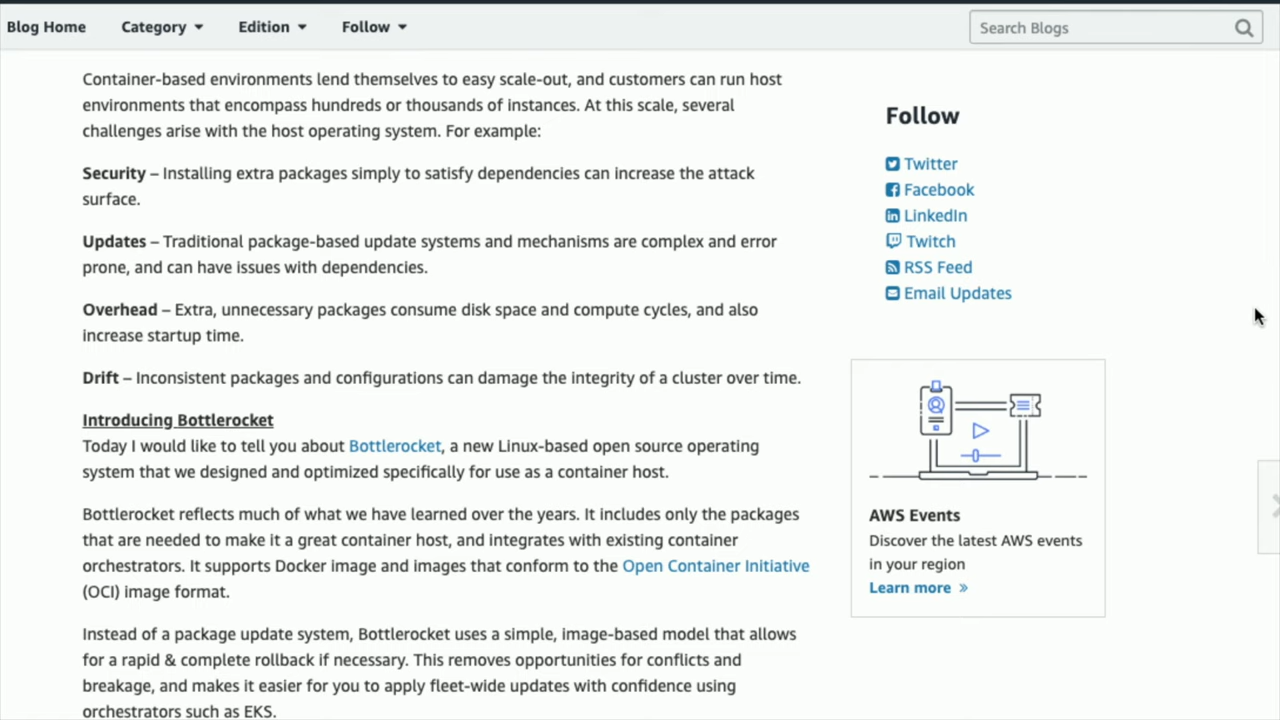 Blog Home Category Edition Follow Search Blogs
Container-based environments lend themselves to easy scale-out, and customers can run host
environments that encompass hundreds or thousands of instances. At this scale, several
challenges arise with the host operating system. For example:
Security – Installing extra packages simply to satisfy dependencies can increase the attack
surface.
Updates – Traditional package-based update systems and mechanisms are complex and error
prone, and can have issues with dependencies.
Overhead – Extra, unnecessary packages consume disk space and compute cycles, and also
increase startup time.
Drift – Inconsistent packages and configurations can damage the integrity of a cluster over time.
Introducing Bottlerocket
Today I would like to tell you about Bottlerocket, a new Linux-based open source operating
system that we designed and optimized specifically for use as a container host.
Bottlerocket reflects much of what we have learned over the years. It includes only the packages
that are needed to make it a great container host, and integrates with existing container
orchestrators. It supports Docker image and images that conform to the Open Container Initiative
(OCI) image format.
Instead of a package update system, Bottlerocket uses a simple, image-based model that allows
for a rapid & complete rollback if necessary. This removes opportunities for conflicts and
breakage, and makes it easier for you to apply fleet-wide updates with confidence using
orchestrators such as EKS.
Follow
Twitter
Facebook
LinkedIn
Twitch
RSS Feed
Email Updates
AWS Events
Discover the latest AWS events
in your region
Learn more »